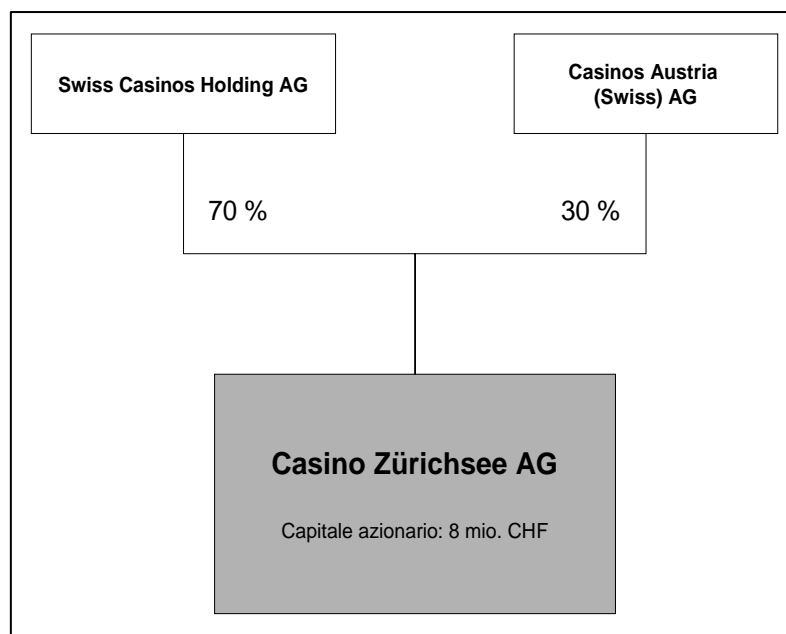 Swiss Casinos Holding AG
Casinos Austria
(Swiss) AG
70 %
30 %
Casino Zürichsee AG
Capitale azionario: 8 mio. CHF